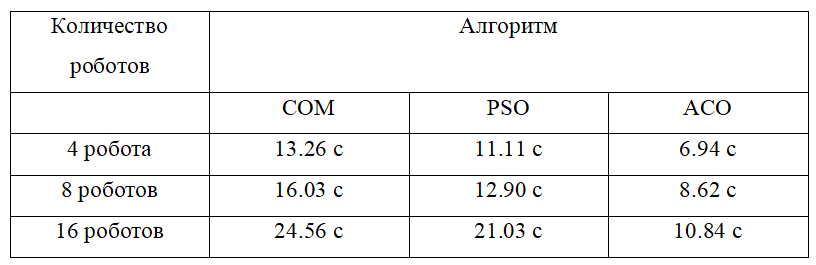 Количество Алгоритм
роботов
COM PSO ACO
4 робота 13.26 с 11.11 с 6.94 с
8 роботов 16.03 с 12.90 с 8.62 с
16 роботов 24.56 с 21.03 с 10.84 с